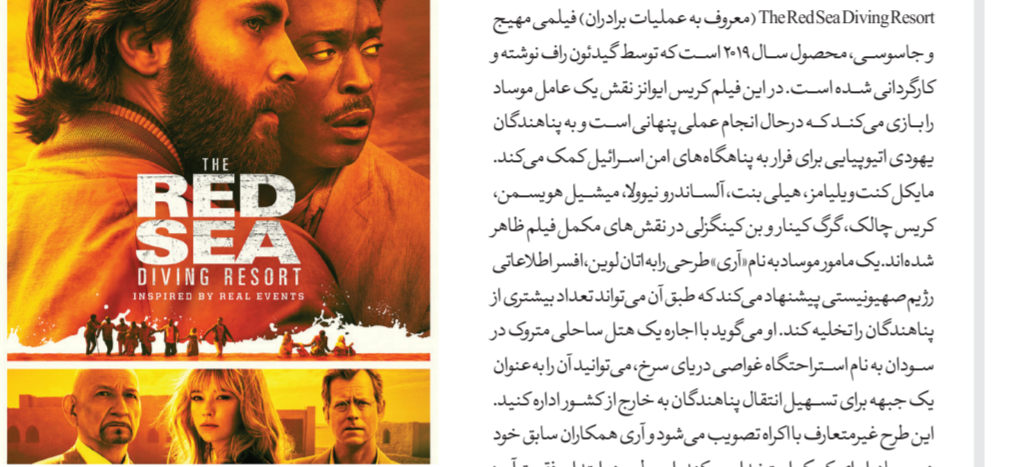 THE
RED
SEA
DIVING RESORT
INSPIRED BY REAL EVENTS
The Red Sea Diving Resort (معروف به عملیات برادران) فیلمی مهیج
و جاسوسی، محصول سال ۲۰۱۹ است که توسط گیدئون راف نوشته و
کارگردانی شده است. در این فیلم کریس ایوانز نقش یک عامل موساد
را بازی می‌کند که درحال انجام عملی پنهانی است و به پناهندگان
یهودی اتیوپیایی برای فرار به پناهگاه‌های امن اسرائیل کمک می‌کند.
مایکل کنت ویلیامز، هیلی بنت، آلساندرو نیوولا، میشیل هویسمن،
کریس چالک، گرگ کینار و بن کینگزلی در نقش‌های مکمل فیلم ظاهر
شده‌اند. یک مامور موساد به نام «آری» طرحی را به اتان لوین، افسر اطلاعاتی
رژیم صهیونیستی پیشنهاد می‌کند که طبق آن می‌تواند تعداد بیشتری از
پناهندگان را تخلیه کند. او می‌گوید با اجاره یک هتل ساحلی متروک در
سودان به نام استراحتگاه غواصی دریای سرخ، می‌توانید آن را به عنوان
یک جبهه برای تسهیل انتقال پناهندگان به خارج از کشور اداره کنید.
این طرح غیرمتعارف با اکراه تصویب می‌شود و آری همکاران سابق خود